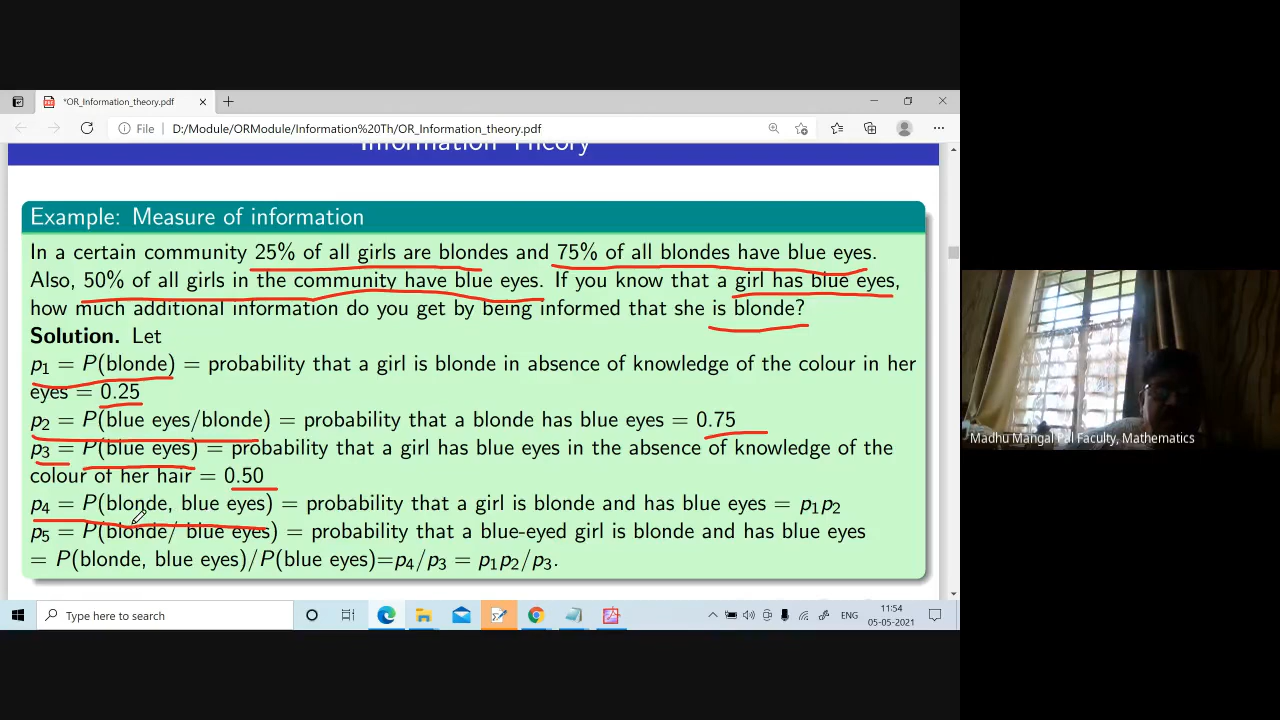 *OR_Information_theory.pdf
File
D:/Module/ORModule/Information%20Th/OR_Information_theory.pdf
Information Theory
Example: Measure of information
In a certain community 25% of all girls are blondes and 75% of all blondes have blue eyes.
Also, 50% of all girls in the community have blue eyes. If you know that a girl has blue eyes,
how much additional information do you get by being informed that she is blonde?
Solution. Let
p₁ = P(blonde) = probability that a girl is blonde in absence of knowledge of the colour in her
eyes = 0.25
p₂ = P(blue eyes/blonde) = probability that a blonde has blue eyes = 0.75
p₃ = P(blue eyes) = probability that a girl has blue eyes in the absence of knowledge of the
colour of her hair = 0.50
p₄ = P(blonde, blue eyes) = probability that a girl is blonde and has blue eyes = p₁p₂
p₅ = P(blonde/ blue eyes) = probability that a blue-eyed girl is blonde and has blue eyes
= P(blonde, blue eyes)/P(blue eyes)=p₄/p₃ = p₁p₂/p₃.
Madhu Mangal Pal Faculty, Mathematics
Type here to search
ENG
11:54
05-05-2021